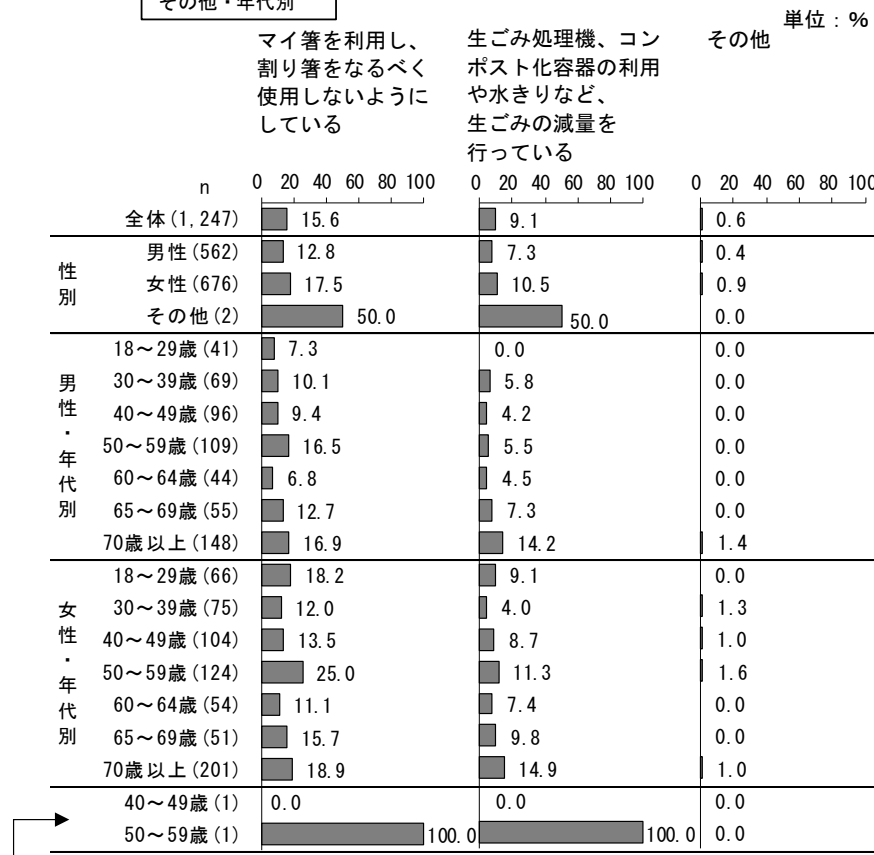 その他・年代別
単位：%
マイ箸を利用し、
割り箸をなるべく
使用しないように
している
生ごみ処理機、コン
ポスト化容器の利用
や水きりなど、
生ごみの減量を
行っている
その他
n 0 20 40 60 80 100 0 20 40 60 80 100 0 20 40 60 80 100
全体(1,247) 15.6 9.1 0.6
性別
男性(562) 12.8 7.3 0.4
女性(676) 17.5 10.5 0.9
その他(2) 50.0 50.0 0.0
男性・年代別
18～29歳(41) 7.3 0.0 0.0
30～39歳(69) 10.1 5.8 0.0
40～49歳(96) 9.4 4.2 0.0
50～59歳(109) 16.5 5.5 0.0
60～64歳(44) 6.8 4.5 0.0
65～69歳(55) 12.7 7.3 0.0
70歳以上(148) 16.9 14.2 1.4
女性・年代別
18～29歳(66) 18.2 9.1 0.0
30～39歳(75) 12.0 4.0 1.3
40～49歳(104) 13.5 8.7 1.0
50～59歳(124) 25.0 11.3 1.6
60～64歳(54) 11.1 7.4 0.0
65～69歳(51) 15.7 9.8 0.0
70歳以上(201) 18.9 14.9 1.0
40～49歳(1) 0.0 0.0 0.0
50～59歳(1) 100.0 100.0 0.0